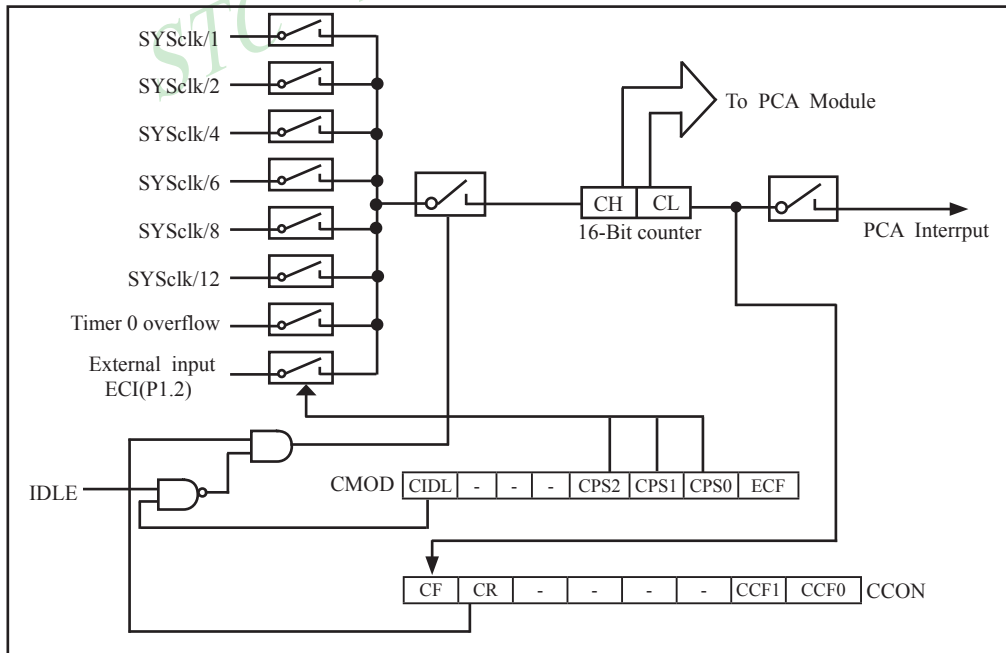 STC
SYSclk/1
SYSclk/2
SYSclk/4
SYSclk/6
SYSclk/8
SYSclk/12
Timer 0 overflow
External input
ECI(P1.2)
To PCA Module
CH CL
16-Bit counter
PCA Interrput
IDLE
CMOD CIDL - - - CPS2 CPS1 CPS0 ECF
CF CR - - - - CCF1 CCF0 CCON